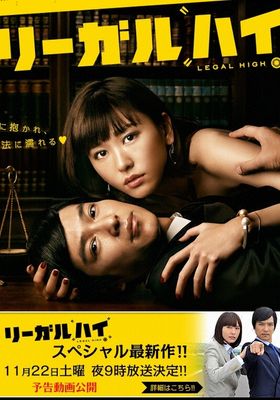 リーガルハイ
LEGAL HIGH
に抱かれ、
法に濡れる♥
リーガルハイ
LEGAL HIGH
スペシャル最新作!!
11月22日土曜 夜9時放送決定!!
予告動画公開
詳細はこちら!!